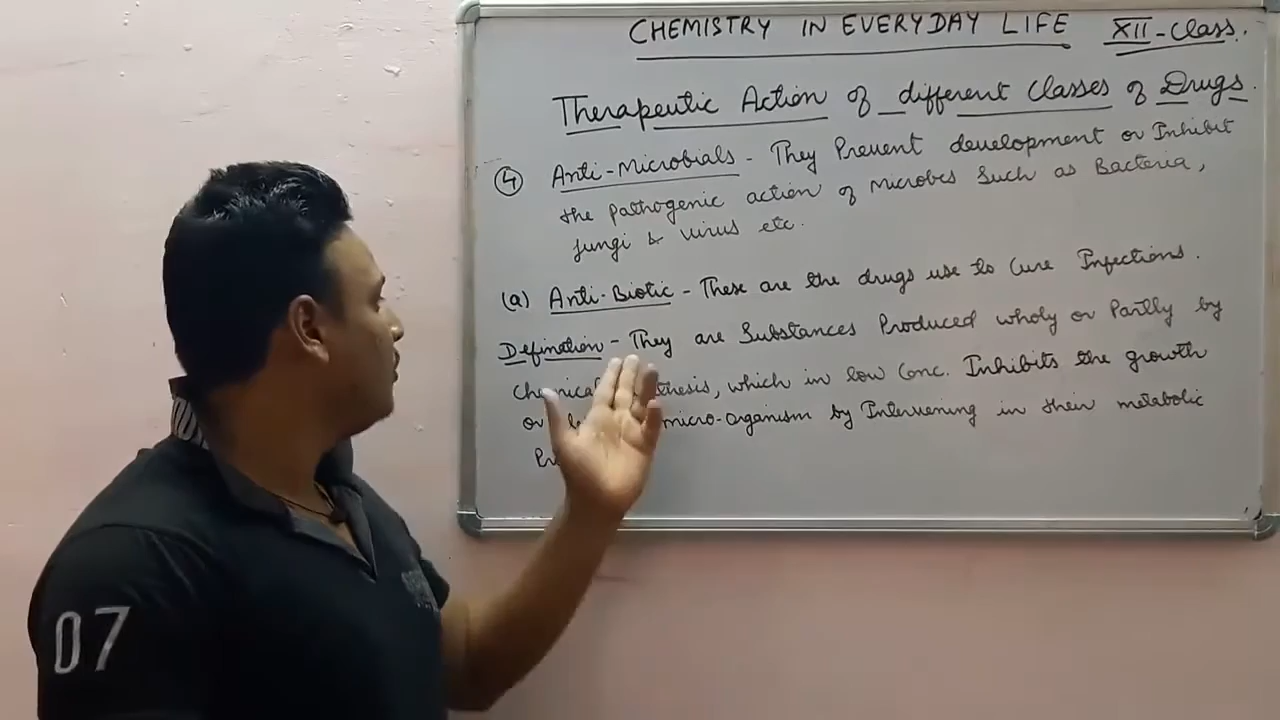 CHEMISTRY IN EVERYDAY LIFE XII-Class.
Therapeutic Action of different Classes of Drugs.
④ Anti-Microbials - They Prevent development or Inhibit
the pathogenic action of Microbes Such as Bacteria,
fungi & virus etc.
(a) Anti-Biotic - These are the drugs use to Cure Infections.
Defination - They are Substances Produced wholy or Partly by
Chemical thesis, which in low Conc. Inhibits the growth
or micro-organism by Intervening in their metabolic
07